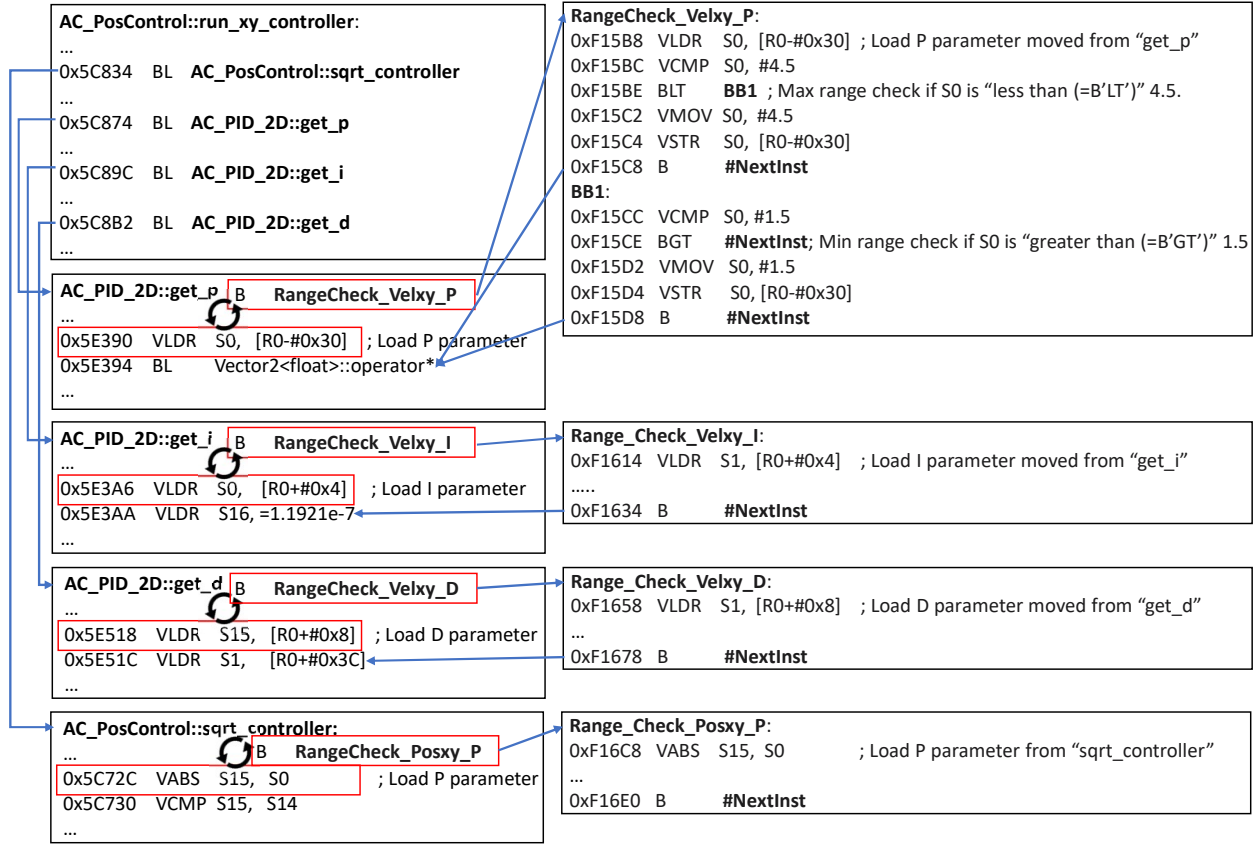 AC_PosControl::run_xy_controller:
…
0x5C834 BL AC_PosControl::sqrt_controller
…
0x5C874 BL AC_PID_2D::get_p
…
0x5C89C BL AC_PID_2D::get_i
…
0x5C8B2 BL AC_PID_2D::get_d
…
AC_PID_2D::get_p
B RangeCheck_Velxy_P
…
0x5E390 VLDR S0, [R0-#0x30] ; Load P parameter
0x5E394 BL Vector2<float>::operator*
…
AC_PID_2D::get_i
B RangeCheck_Velxy_I
…
0x5E3A6 VLDR S0, [R0+#0x4] ; Load I parameter
0x5E3AA VLDR S16, =1.1921e-7
…
AC_PID_2D::get_d
B RangeCheck_Velxy_D
…
0x5E518 VLDR S15, [R0+#0x8] ; Load D parameter
0x5E51C VLDR S1, [R0+#0x3C]
…
AC_PosControl::sqrt_controller:
…
B RangeCheck_Posxy_P
0x5C72C VABS S15, S0 ; Load P parameter
0x5C730 VCMP S15, S14
…
RangeCheck_Velxy_P:
0xF15B8 VLDR S0, [R0-#0x30] ; Load P parameter moved from “get_p”
0xF15BC VCMP S0, #4.5
0xF15BE BLT BB1 ; Max range check if S0 is “less than (=B’LT’)” 4.5.
0xF15C2 VMOV S0, #4.5
0xF15C4 VSTR S0, [R0-#0x30]
0xF15C8 B #NextInst
BB1:
0xF15CC VCMP S0, #1.5
0xF15CE BGT #NextInst; Min range check if S0 is “greater than (=B’GT’)” 1.5
0xF15D2 VMOV S0, #1.5
0xF15D4 VSTR S0, [R0-#0x30]
0xF15D8 B #NextInst
Range_Check_Velxy_I:
0xF1614 VLDR S1, [R0+#0x4] ; Load I parameter moved from “get_i”
…..
0xF1634 B #NextInst
Range_Check_Velxy_D:
0xF1658 VLDR S1, [R0+#0x8] ; Load D parameter moved from “get_d”
…
0xF1678 B #NextInst
Range_Check_Posxy_P:
0xF16C8 VABS S15, S0 ; Load P parameter from “sqrt_controller”
…
0xF16E0 B #NextInst